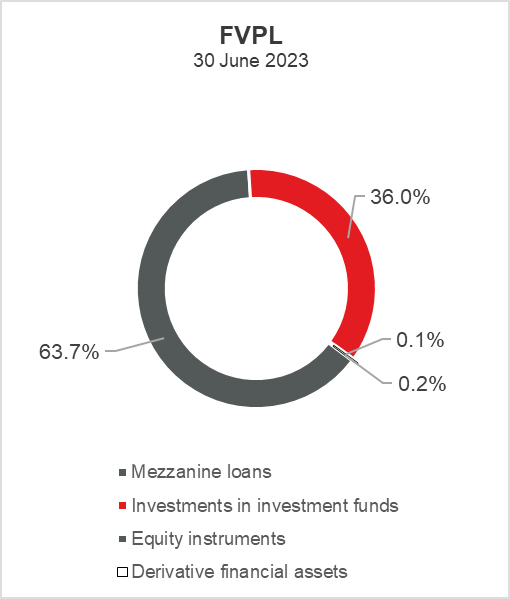 FVPL
30 June 2023
36.0%
0.1%
63.7%
0.2%
Mezzanine loans
Investments in investment funds
Equity instruments
Derivative financial assets